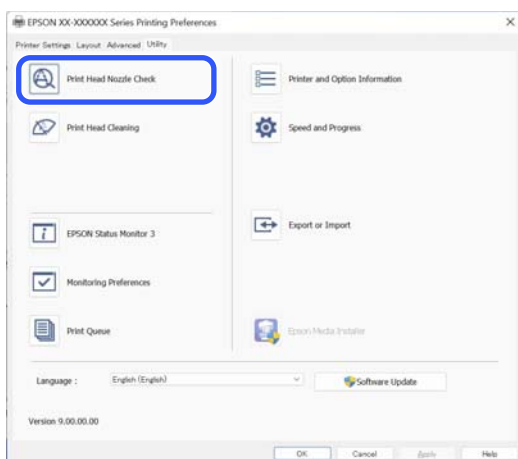 EPSON XX-XXXXXX Series Printing Preferences
Printer Settings Layout Advanced Utility
Print Head Nozzle Check
Printer and Option Information
Print Head Cleaning
Speed and Progress
EPSON Status Monitor 3
Export or Import
Monitoring Preferences
Print Queue
Epson Media Installer
Language : English (English)
Software Update
Version 9.00.00.00
OK Cancel Apply Help